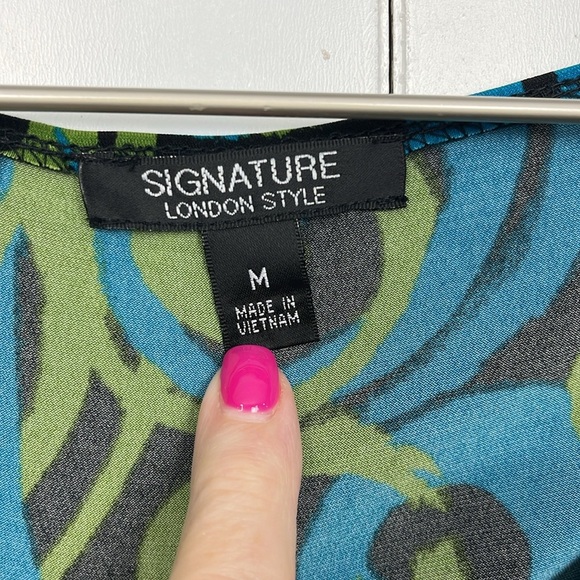 SIGNATURE
LONDON STYLE
M
MADE IN
VIETNAM